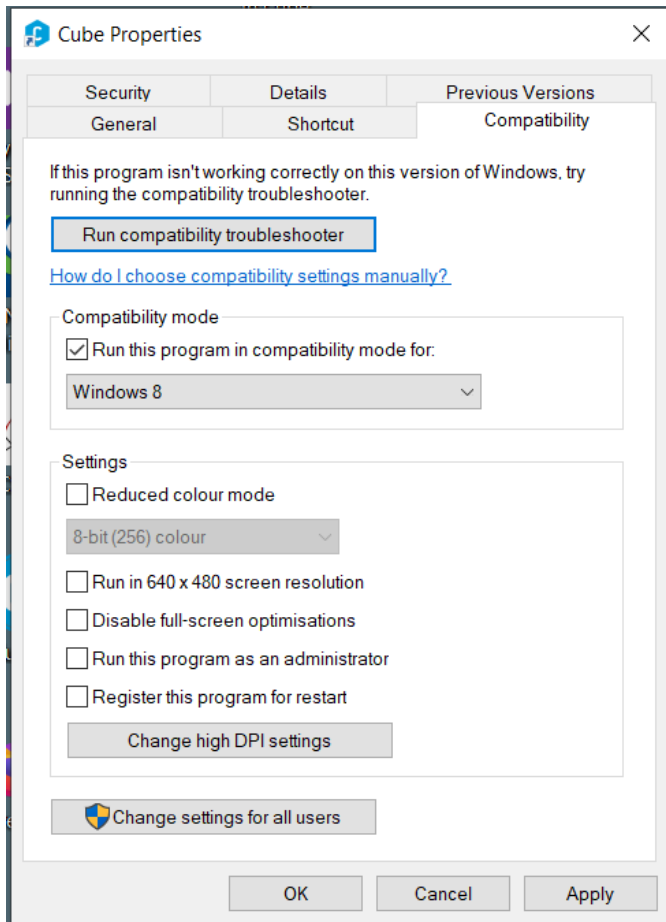 Cube Properties
Security Details Previous Versions
General Shortcut Compatibility
If this program isn't working correctly on this version of Windows, try
running the compatibility troubleshooter.
Run compatibility troubleshooter
How do I choose compatibility settings manually?
Compatibility mode
Run this program in compatibility mode for:
Windows 8
Settings
Reduced colour mode
8-bit (256) colour
Run in 640 x 480 screen resolution
Disable full-screen optimisations
Run this program as an administrator
Register this program for restart
Change high DPI settings
Change settings for all users
OK Cancel Apply